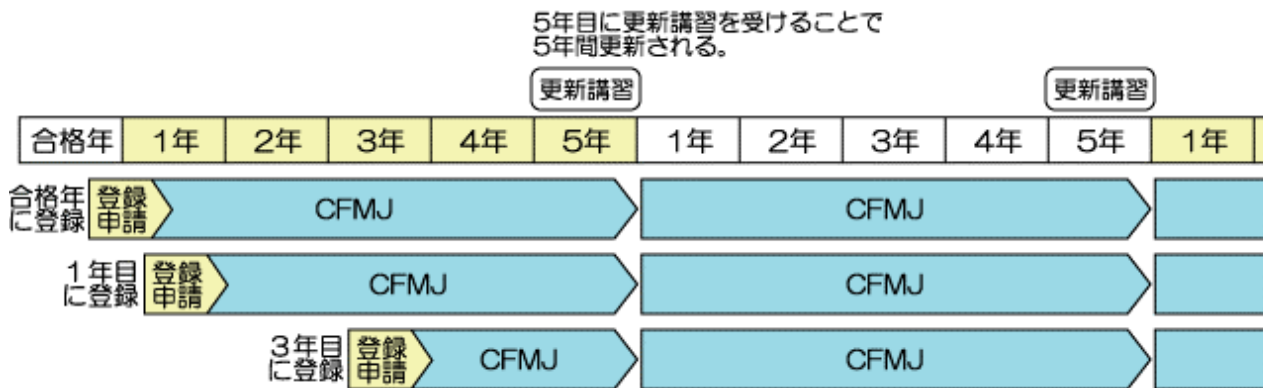 5年目に更新講習を受けることで
5年間更新される。
更新講習
更新講習
合格年 1年 2年 3年 4年 5年 1年 2年 3年 4年 5年 1年
合格年
に登録
登録
申請
CFMJ
CFMJ
1年目
に登録
登録
申請
CFMJ
CFMJ
3年目
に登録
登録
申請
CFMJ
CFMJ